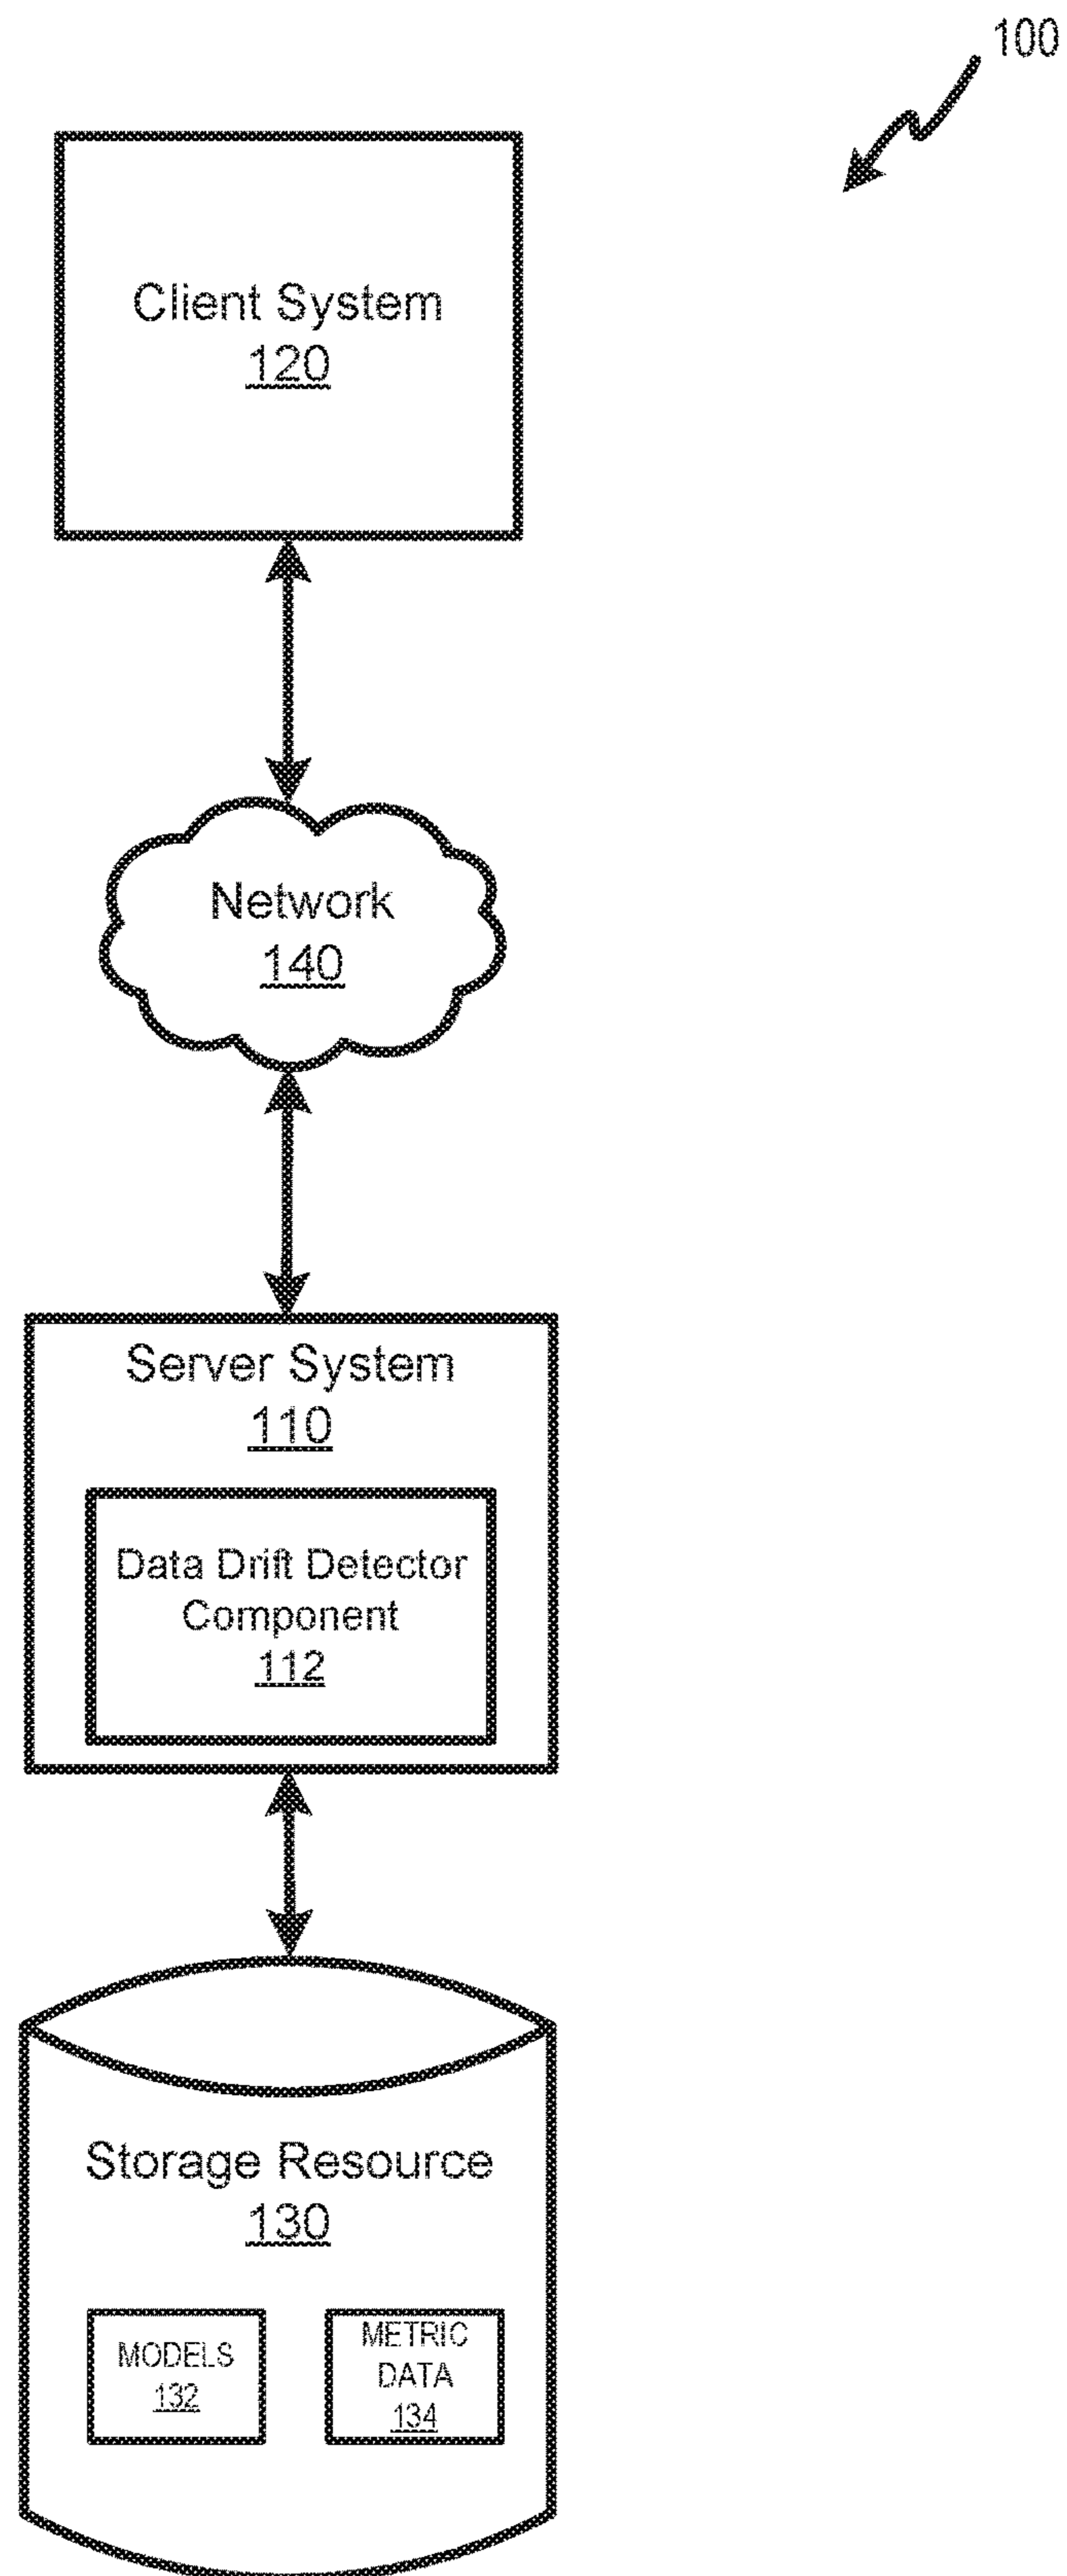 100
Client System
120
Network
140
Server System
110
Data Drift Detector
Component
112
Storage Resource
130
MODELS
132
METRIC
DATA
134